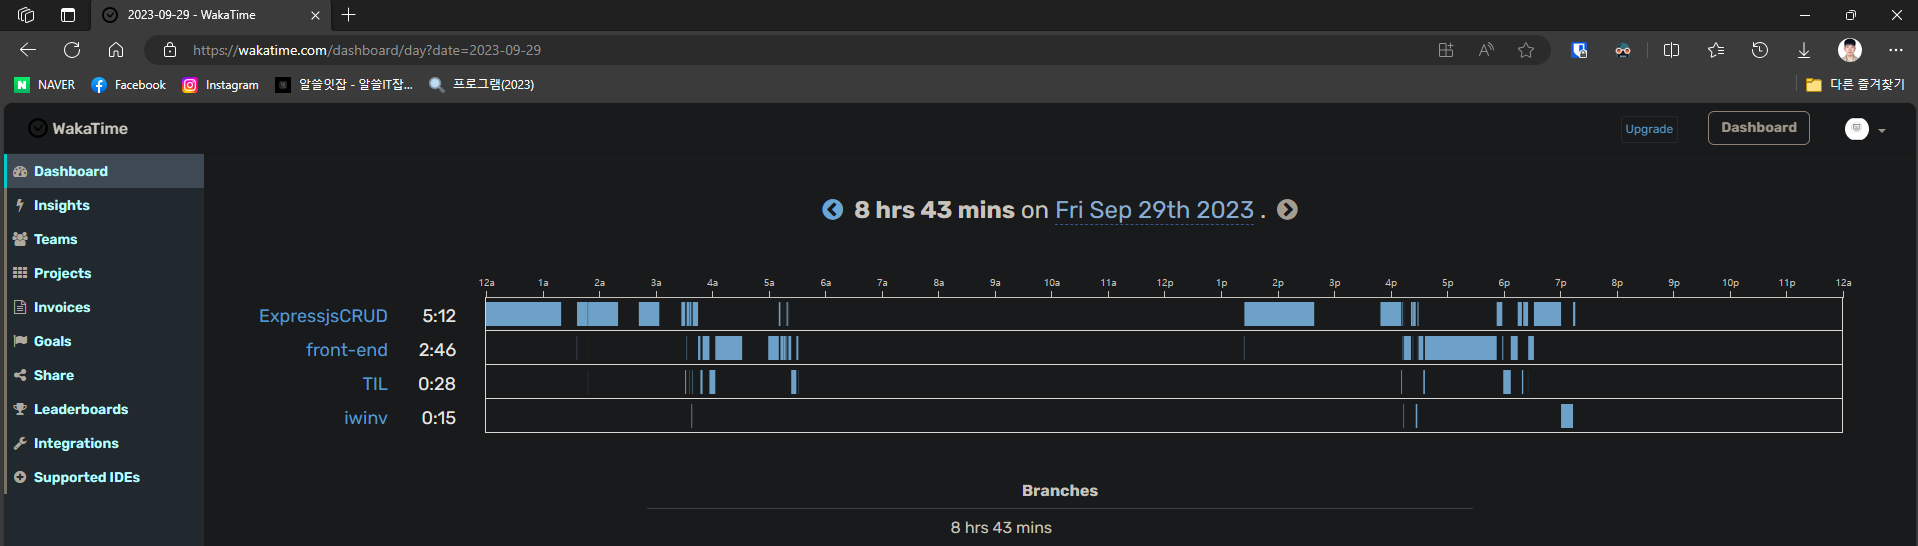 2023-09-29 - WakaTime
https://wakatime.com/dashboard/day?date=2023-09-29
NAVER Facebook Instagram 알쓸잇잡 - 알쓸IT잡... 프로그램(2023) 다른 즐겨찾기
WakaTime Upgrade Dashboard
Dashboard
Insights
Teams
Projects
Invoices
Goals
Share
Leaderboards
Integrations
Supported IDEs
8 hrs 43 mins on Fri Sep 29th 2023 .
12a 1a 2a 3a 4a 5a 6a 7a 8a 9a 10a 11a 12p 1p 2p 3p 4p 5p 6p 7p 8p 9p 10p 11p 12a
ExpressjsCRUD 5:12
front-end 2:46
TIL 0:28
iwinv 0:15
Branches
8 hrs 43 mins